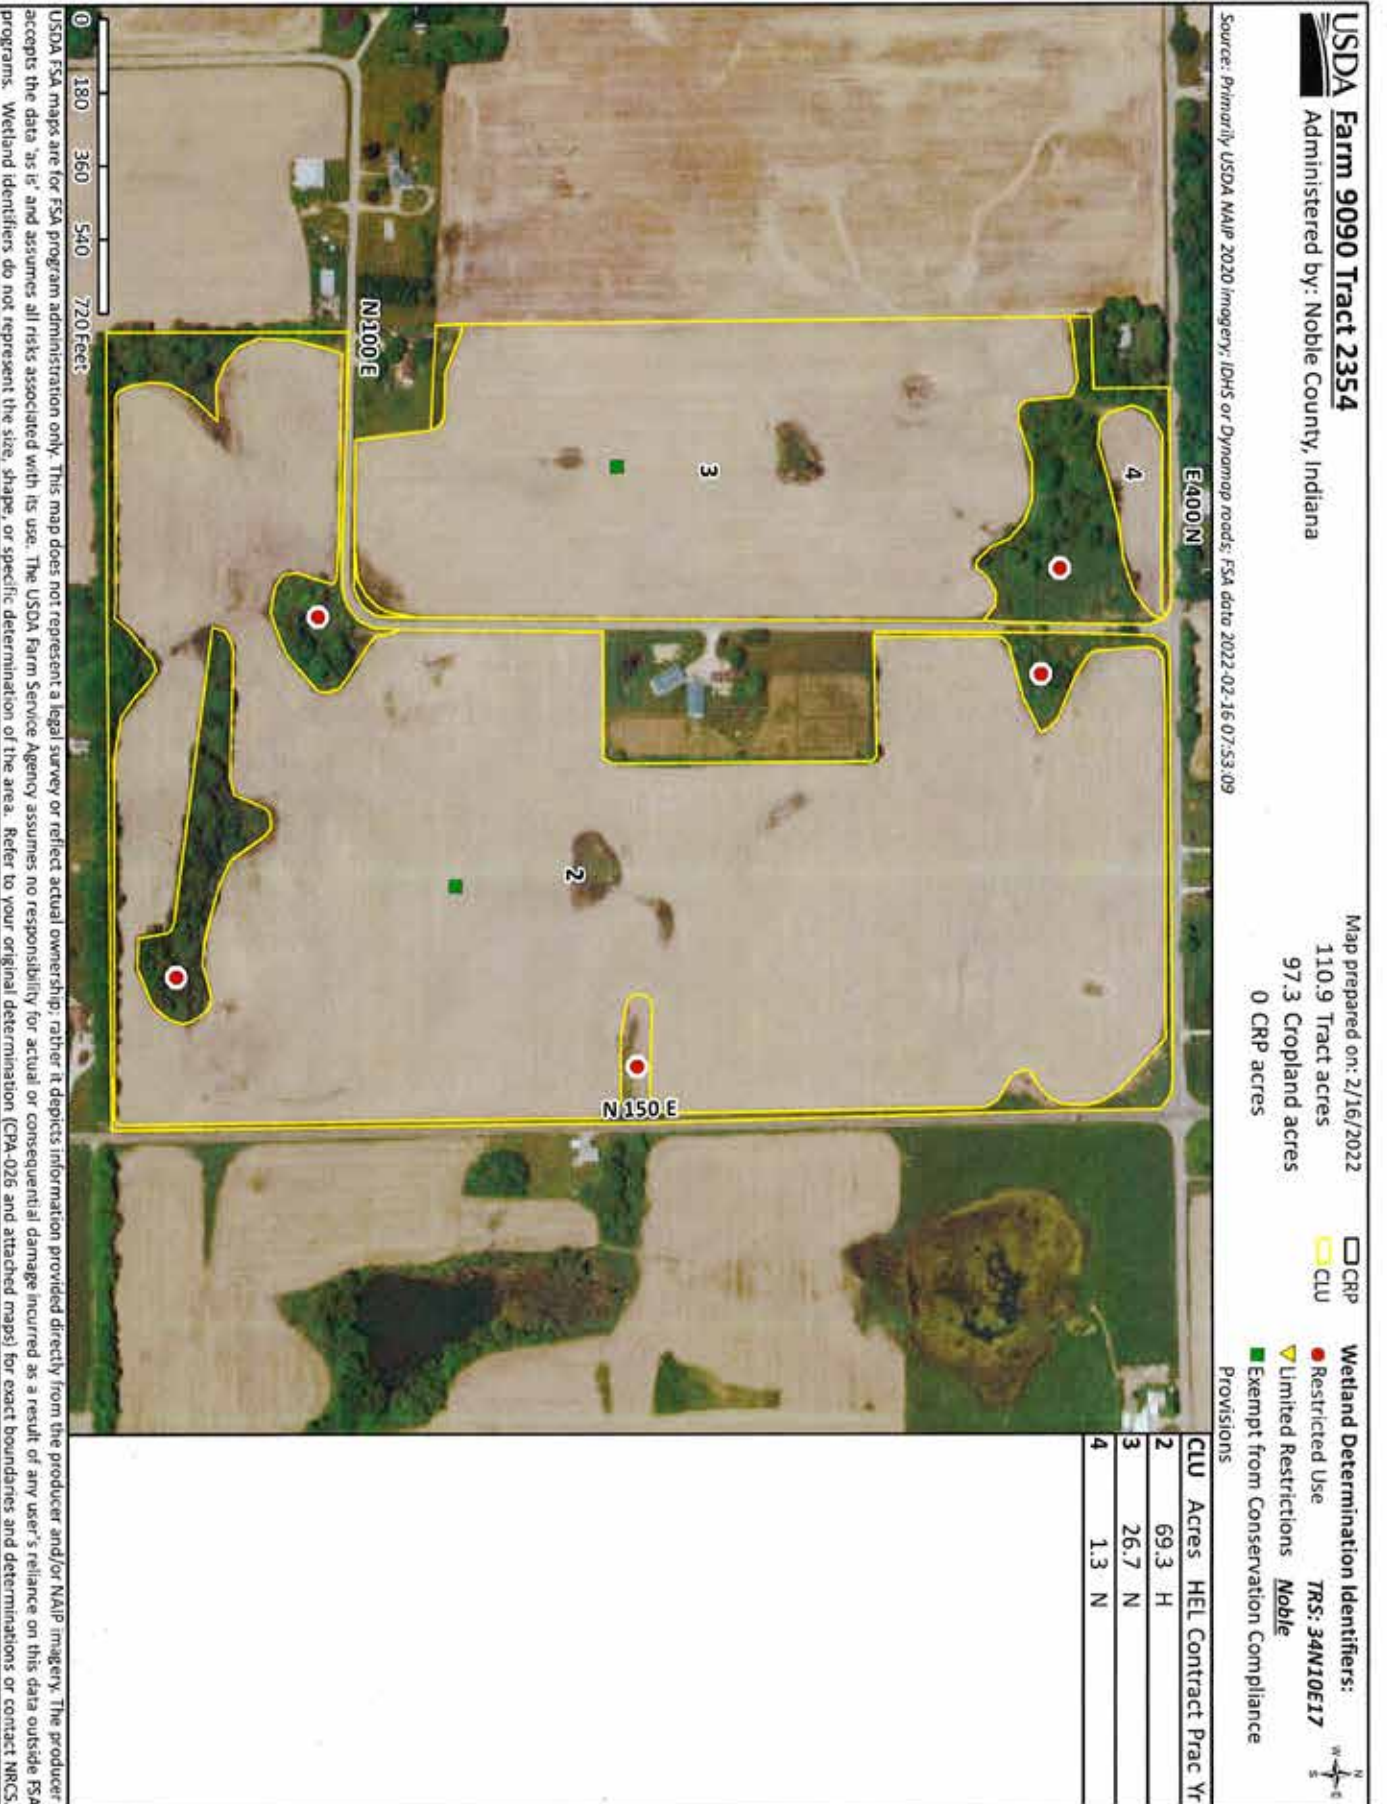 USDA Farm 9090 Tract 2354
Administered by: Noble County, Indiana
Map prepared on: 2/16/2022
110.9 Tract acres
97.3 Cropland acres
0 CRP acres
CRP
CLU
Wetland Determination Identifiers:
Restricted Use
Limited Restrictions
Exempt from Conservation Compliance
Provisions
TRS: 34N10E17
Noble
N
W
S
Source: Primarily USDA NAIP 2020 imagery; IDHS or Dynamap roads; FSA data 2022-02-16 07:53:09
E 400 N
4
3
N 100 E
2
N 150 E
CLU Acres HEL Contract Prac Yr
2 69.3 H
3 26.7 N
4 1.3 N
0 180 360 540 720 Feet
USDA FSA maps are for FSA program administration only. This map does not represent a legal survey or reflect actual ownership; rather it depicts information provided directly from the producer and/or NAIP imagery. The producer
accepts the data 'as is' and assumes all risks associated with its use. The USDA Farm Service Agency assumes no responsibility for actual or consequential damage incurred as a result of any user's reliance on this data outside FSA
programs. Wetland identifiers do not represent the size, shape, or specific determination of the area. Refer to your original determination (CPA-026 and attached maps) for exact boundaries and determinations or contact NRCS.